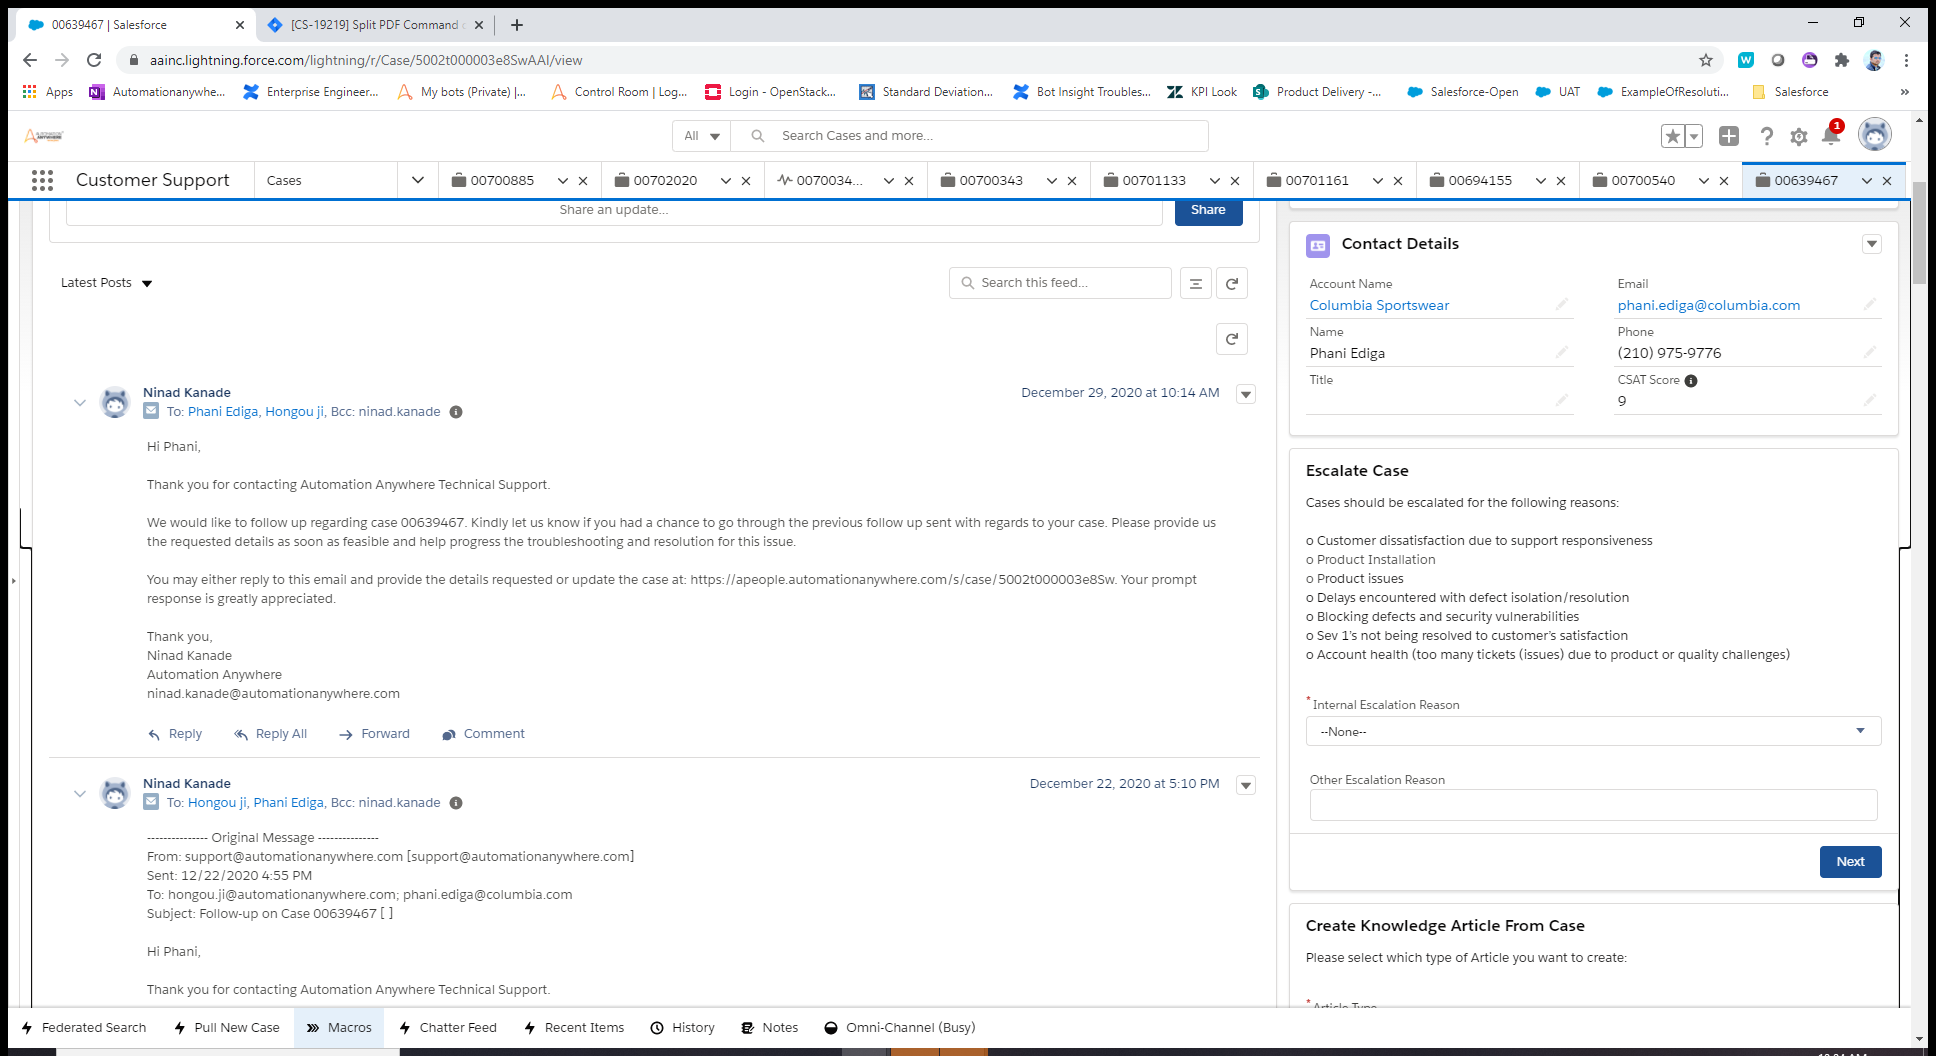 00639467 | Salesforce
[CS-19219] Split PDF Command
aainc.lightning.force.com/lightning/r/Case/5002t000003e8SwAAI/view
Apps
Automationanywhe...
Enterprise Engineer...
My bots (Private) |...
Control Room | Log...
Login - OpenStack...
Standard Deviation...
Bot Insight Troubles...
KPI Look
Product Delivery -...
Salesforce-Open
UAT
ExampleOfResoluti...
Salesforce
All
Search Cases and more...
1
Customer Support
Cases
00700885
00702020
0070034...
00700343
00701133
00701161
00694155
00700540
00639467
Share an update...
Share
Latest Posts
Search this feed...
Ninad Kanade
December 29, 2020 at 10:14 AM
To: Phani Ediga, Hongou ji, Bcc: ninad.kanade
Hi Phani,
Thank you for contacting Automation Anywhere Technical Support.
We would like to follow up regarding case 00639467. Kindly let us know if you had a chance to go through the previous follow up sent with regards to your case. Please provide us
the requested details as soon as feasible and help progress the troubleshooting and resolution for this issue.
You may either reply to this email and provide the details requested or update the case at: https://apeople.automationanywhere.com/s/case/5002t000003e8Sw. Your prompt
response is greatly appreciated.
Thank you,
Ninad Kanade
Automation Anywhere
ninad.kanade@automationanywhere.com
Reply
Reply All
Forward
Comment
Ninad Kanade
December 22, 2020 at 5:10 PM
To: Hongou ji, Phani Ediga, Bcc: ninad.kanade
--------------- Original Message ---------------
From: support@automationanywhere.com [support@automationanywhere.com]
Sent: 12/22/2020 4:55 PM
To: hongou.ji@automationanywhere.com; phani.ediga@columbia.com
Subject: Follow-up on Case 00639467 [ ]
Hi Phani,
Thank you for contacting Automation Anywhere Technical Support.
Contact Details
Account Name
Columbia Sportswear
Email
phani.ediga@columbia.com
Name
Phani Ediga
Phone
(210) 975-9776
Title
CSAT Score
9
Escalate Case
Cases should be escalated for the following reasons:
o Customer dissatisfaction due to support responsiveness
o Product Installation
o Product issues
o Delays encountered with defect isolation/resolution
o Blocking defects and security vulnerabilities
o Sev 1's not being resolved to customer's satisfaction
o Account health (too many tickets (issues) due to product or quality challenges)
* Internal Escalation Reason
--None--
Other Escalation Reason
Next
Create Knowledge Article From Case
Please select which type of Article you want to create:
* Article Type
Federated Search
Pull New Case
Macros
Chatter Feed
Recent Items
History
Notes
Omni-Channel (Busy)